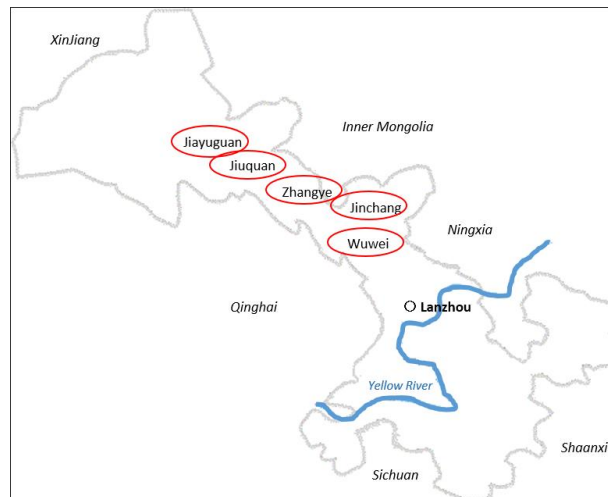 XinJiang
Inner Mongolia
Jiayuguan
Jiuquan
Zhangye
Jinchang
Ningxia
Wuwei
Qinghai
Lanzhou
Yellow River
Shaanxi
Sichuan